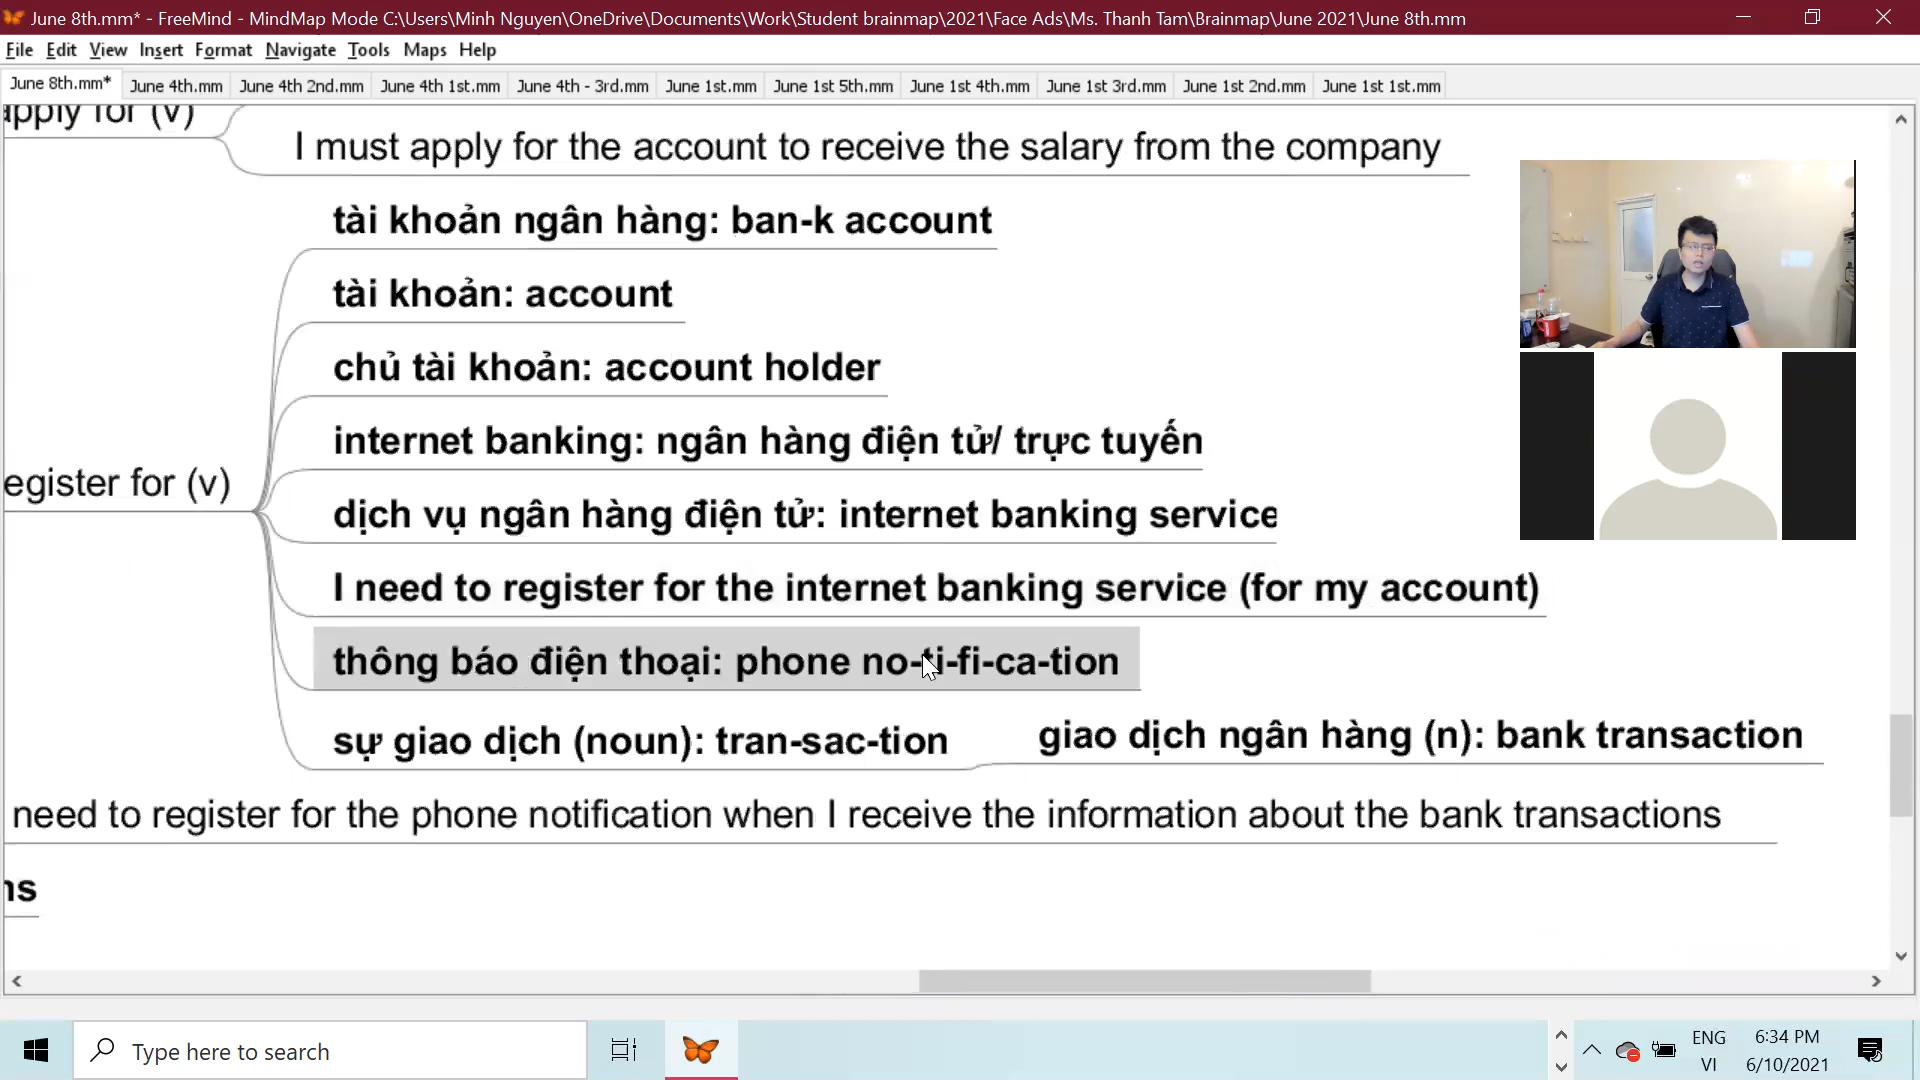 June 8th.mm* - FreeMind - MindMap Mode C:\Users\Minh Nguyen\OneDrive\Documents\Work\Student brainmap\2021\Face Ads\Ms. Thanh Tam\Brainmap\June 2021\June 8th.mm
File Edit View Insert Format Navigate Tools Maps Help
June 8th.mm* June 4th.mm June 4th 2nd.mm June 4th 1st.mm June 4th - 3rd.mm June 1st.mm June 1st 5th.mm June 1st 4th.mm June 1st 3rd.mm June 1st 2nd.mm June 1st 1st.mm
apply for (v)
I must apply for the account to receive the salary from the company
tài khoản ngân hàng: ban-k account
tài khoản: account
chủ tài khoản: account holder
internet banking: ngân hàng điện tử/ trực tuyến
egister for (v)
dịch vụ ngân hàng điện tử: internet banking service
I need to register for the internet banking service (for my account)
thông báo điện thoại: phone no-ti-fi-ca-tion
sự giao dịch (noun): tran-sac-tion
giao dịch ngân hàng (n): bank transaction
need to register for the phone notification when I receive the information about the bank transactions
ns
Type here to search
ENG
VI
6:34 PM
6/10/2021